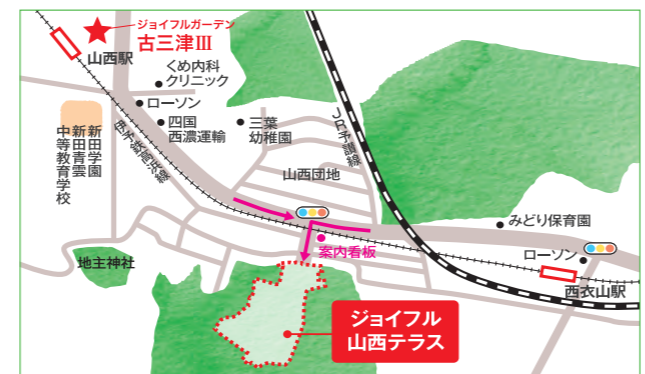 ジョイフルガーデン
古三津Ⅲ
山西駅
くめ内科
クリニック
ローソン
四国
西濃運輸
三葉
幼稚園
伊予鉄高浜線
JR予讃線
新田学園
新田青雲
中等教育学校
山西団地
みどり保育園
案内看板
ローソン
地主神社
西衣山駅
ジョイフル
山西テラス